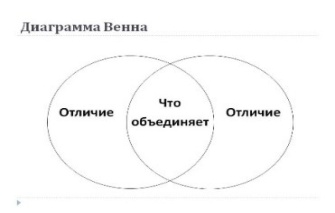 Диаграмма Венна
Отличие
Что
объединяет
Отличие